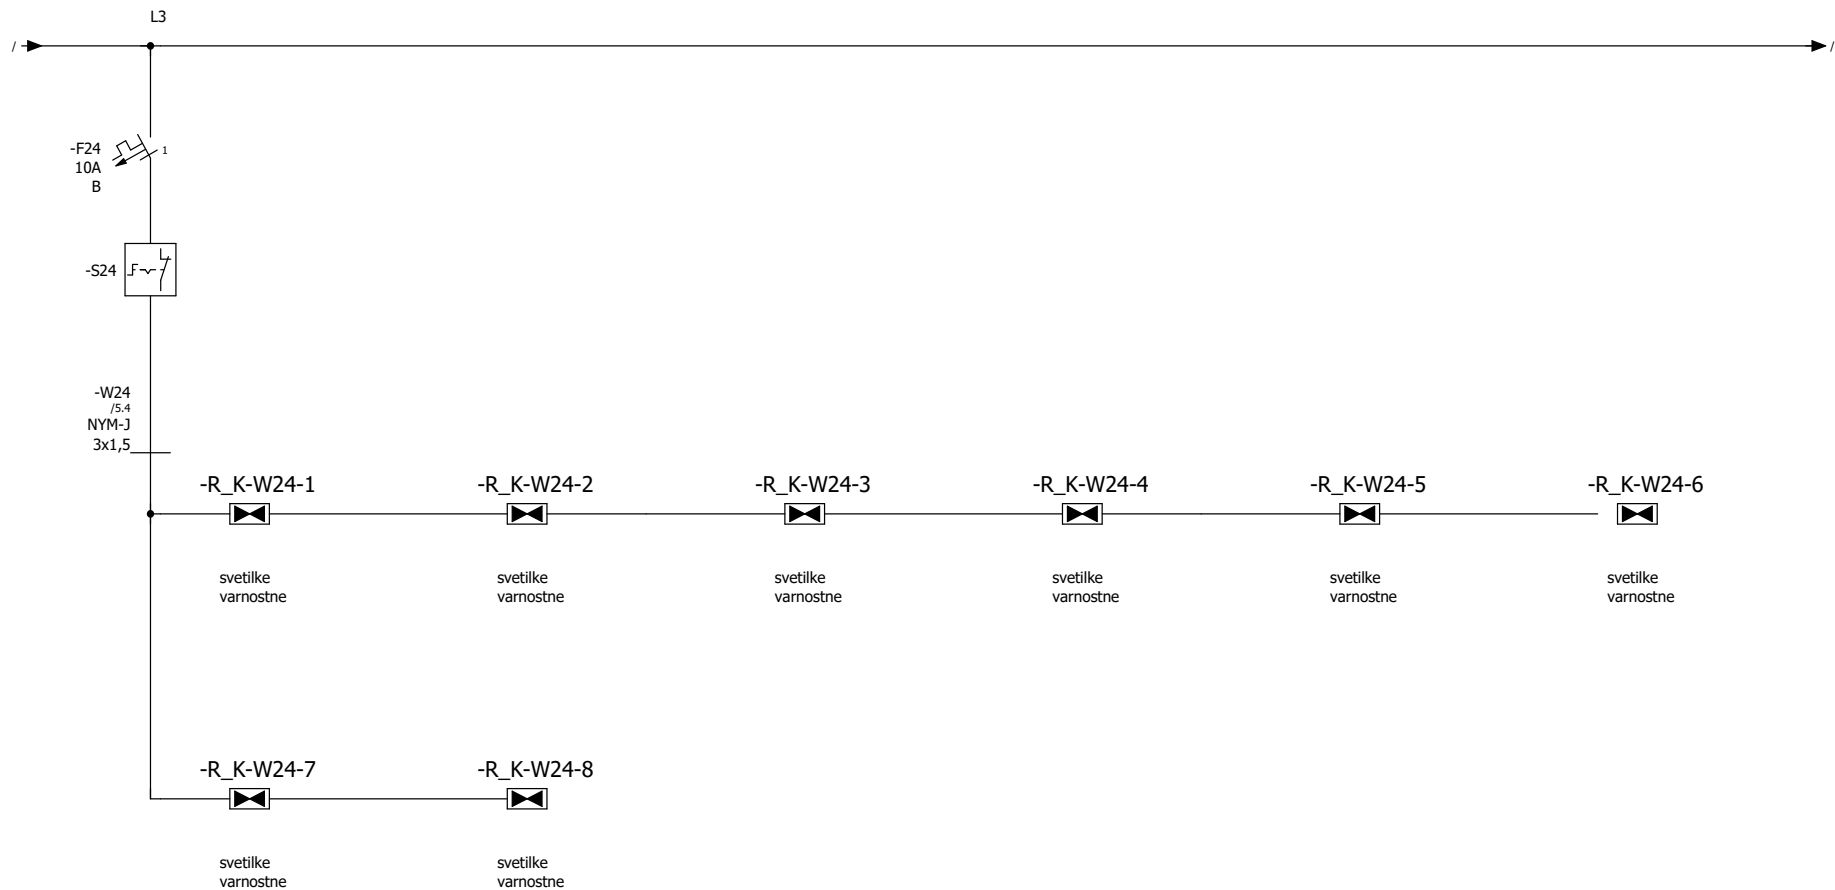 L3
/
/
-F24
10A
B
1
-S24
-W24
/5.4
NYM-J
3x1,5
-R_K-W24-1
-R_K-W24-2
-R_K-W24-3
-R_K-W24-4
-R_K-W24-5
-R_K-W24-6
svetilke
varnostne
svetilke
varnostne
svetilke
varnostne
svetilke
varnostne
svetilke
varnostne
svetilke
varnostne
-R_K-W24-7
-R_K-W24-8
svetilke
varnostne
svetilke
varnostne